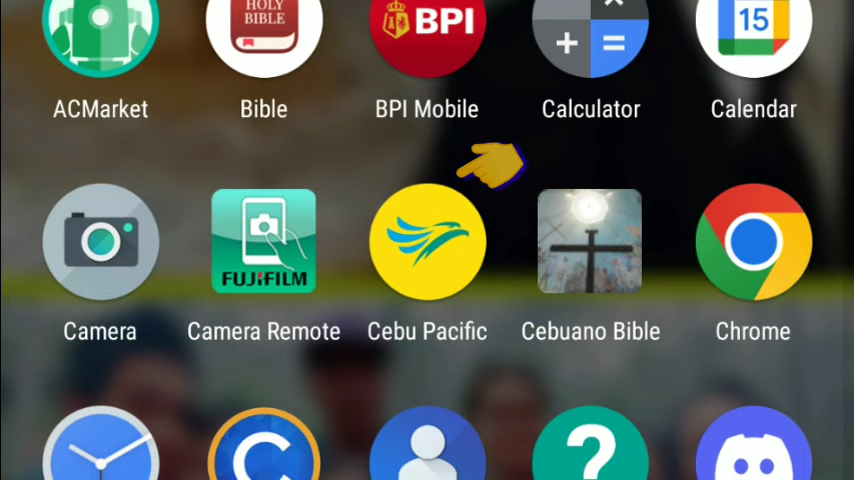 HOLY
BIBLE
BPI
15
ACMarket
Bible
BPI Mobile
Calculator
Calendar
FUJIFILM
Camera
Camera Remote
Cebu Pacific
Cebuano Bible
Chrome
C
?